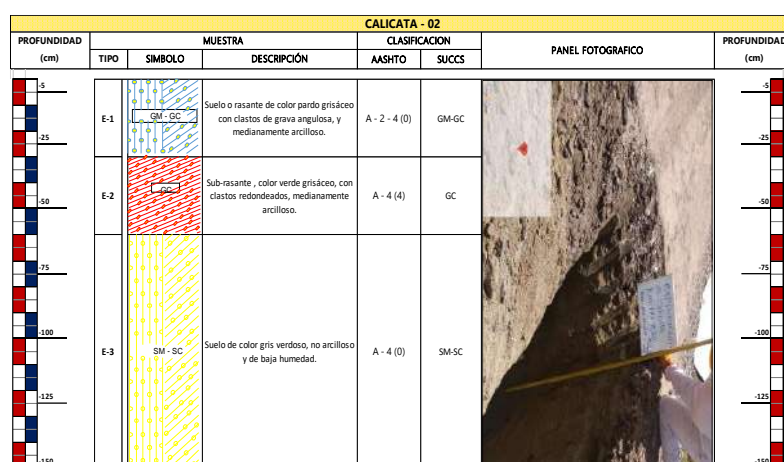 CALICATA - 02
PROFUNDIDAD
(cm)
MUESTRA
CLASIFICACION
PANEL FOTOGRAFICO
PROFUNDIDAD
(cm)
TIPO
SIMBOLO
DESCRIPCIÓN
AASHTO
SUCCS
-5
-25
-50
-75
-100
-125
-150
E-1
GM - GC
Suelo o rasante de color pardo grisáceo
con clastos de grava angulosa, y
medianamente arcilloso.
A - 2 - 4 (0)
GM-GC
E-2
GC
Sub-rasante , color verde grisáceo, con
clastos redondeados, medianamente
arcilloso.
A - 4 (4)
GC
E-3
SM - SC
Suelo de color gris verdoso, no arcilloso
y de baja humedad.
A - 4 (0)
SM-SC
-5
-25
-50
-75
-100
-125
-150